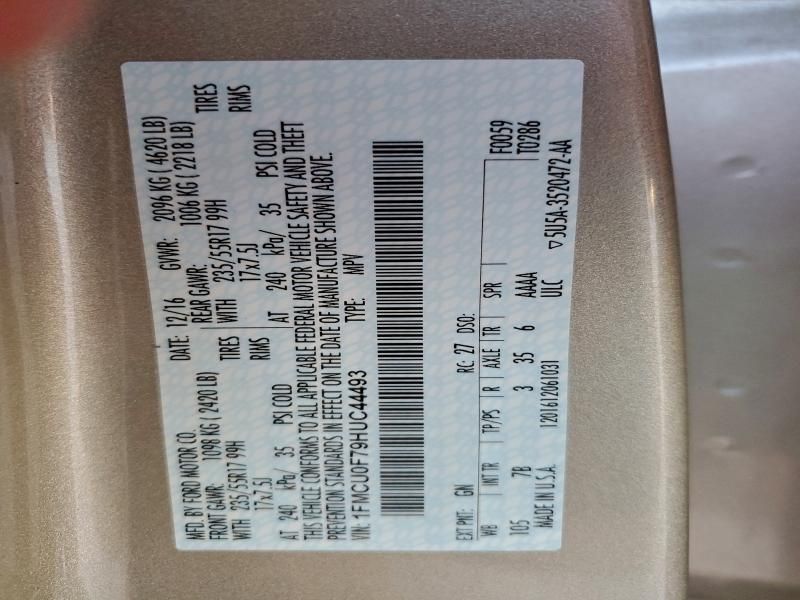 MFD. BY FORD MOTOR CO. DATE: 12/16 GVWR: 2096 KG ( 4620 LB)
FRONT GAWR: 1098 KG ( 2420 LB) REAR GAWR: 1006 KG ( 2218 LB)
WITH 235/55R17 99H TIRES WITH 235/55R17 99H TIRES
17x7.5J RIMS 17x7.5J RIMS
AT 240 kPa/ 35 PSI COLD AT 240 kPa/ 35 PSI COLD
THIS VEHICLE CONFORMS TO ALL APPLICABLE FEDERAL MOTOR VEHICLE SAFETY AND THEFT
PREVENTION STANDARDS IN EFFECT ON THE DATE OF MANUFACTURE SHOWN ABOVE.
VIN: 1FMCU0F79HUC44493 TYPE: MPV
EXT PNT: GN RC: 27 DSO: F0059
WB INT TR TP/PS R AXLE TR SPR T0286
105 7B 3 35 6 AAAA
MADE IN U.S.A. 1201612061031 ULC ▽5U5A-3520472-AA